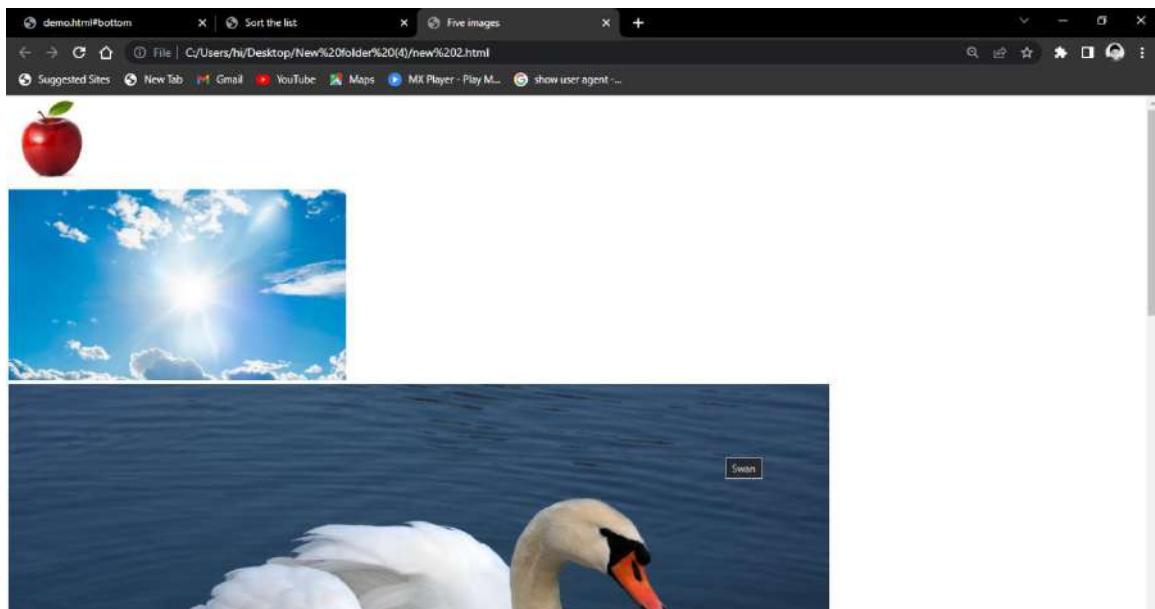 demo.html#bottom
Sort the list
Five images
File | C:/Users/hi/Desktop/New%20folder%20(4)/new%202.html
Suggested Sites
New Tab
Gmail
YouTube
Maps
MX Player - Play M...
show user agent -...
Swan